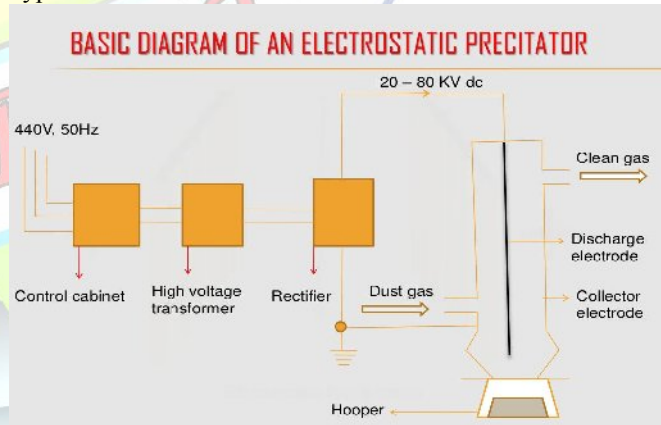 BASIC DIAGRAM OF AN ELECTROSTATIC PRECITATOR
20 – 80 KV dc
440V, 50Hz
Clean gas
Discharge
electrode
Control cabinet
High voltage
transformer
Rectifier
Dust gas
Collector
electrode
Hooper